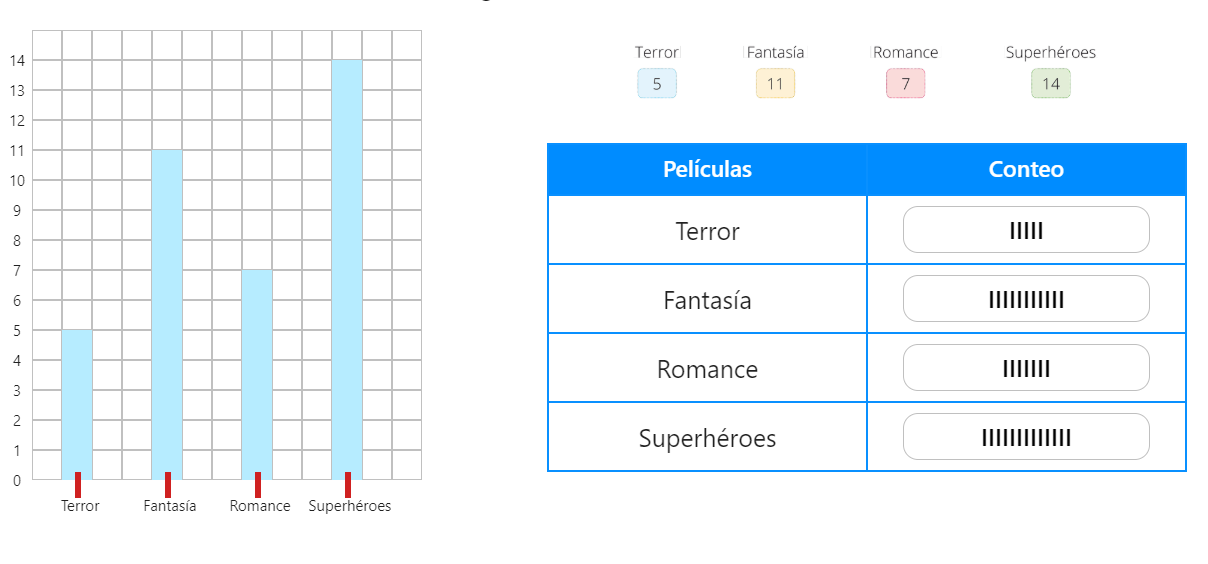 14
13
12
11
10
9
8
7
6
5
4
3
2
1
0
Terror Fantasía Romance Superhéroes
Terror Fantasía Romance Superhéroes
5 11 7 14
Películas Conteo
Terror IIIII
Fantasía IIIIIIIIIII
Romance IIIIIII
Superhéroes IIIIIIIIIIIII